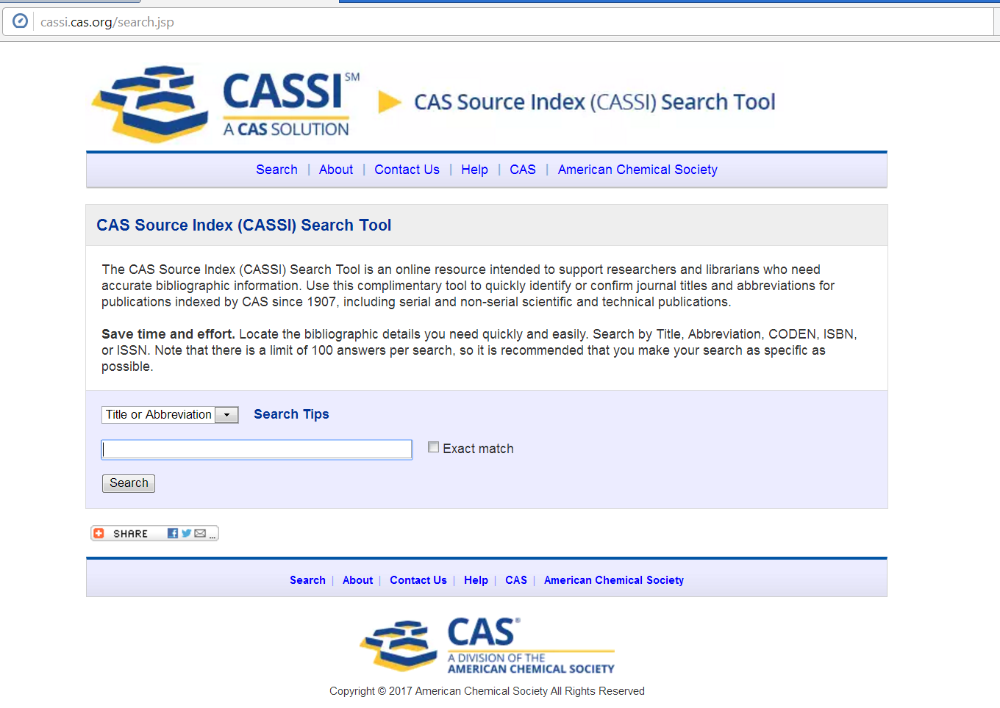 cassi.cas.org/search.jsp
CASSI℠
A CAS SOLUTION
CAS Source Index (CASSI) Search Tool
Search | About | Contact Us | Help | CAS | American Chemical Society
CAS Source Index (CASSI) Search Tool
The CAS Source Index (CASSI) Search Tool is an online resource intended to support researchers and librarians who need
accurate bibliographic information. Use this complimentary tool to quickly identify or confirm journal titles and abbreviations for
publications indexed by CAS since 1907, including serial and non-serial scientific and technical publications.
Save time and effort. Locate the bibliographic details you need quickly and easily. Search by Title, Abbreviation, CODEN, ISBN,
or ISSN. Note that there is a limit of 100 answers per search, so it is recommended that you make your search as specific as
possible.
Title or Abbreviation Search Tips
Exact match
Search
SHARE ...
Search | About | Contact Us | Help | CAS | American Chemical Society
CAS®
A DIVISION OF THE
AMERICAN CHEMICAL SOCIETY
Copyright © 2017 American Chemical Society All Rights Reserved